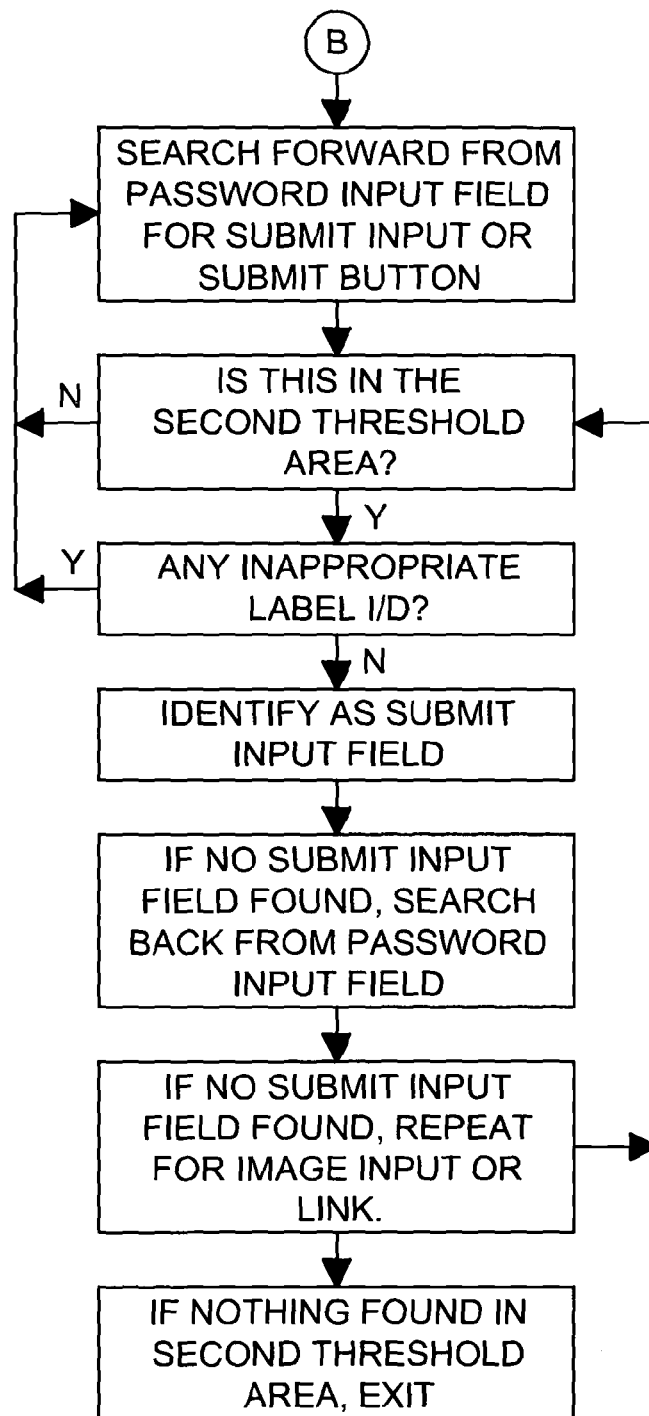 B
SEARCH FORWARD FROM
PASSWORD INPUT FIELD
FOR SUBMIT INPUT OR
SUBMIT BUTTON
IS THIS IN THE
SECOND THRESHOLD
AREA?
N
Y
ANY INAPPROPRIATE
LABEL I/D?
Y
N
IDENTIFY AS SUBMIT
INPUT FIELD
IF NO SUBMIT INPUT
FIELD FOUND, SEARCH
BACK FROM PASSWORD
INPUT FIELD
IF NO SUBMIT INPUT
FIELD FOUND, REPEAT
FOR IMAGE INPUT OR
LINK.
IF NOTHING FOUND IN
SECOND THRESHOLD
AREA, EXIT